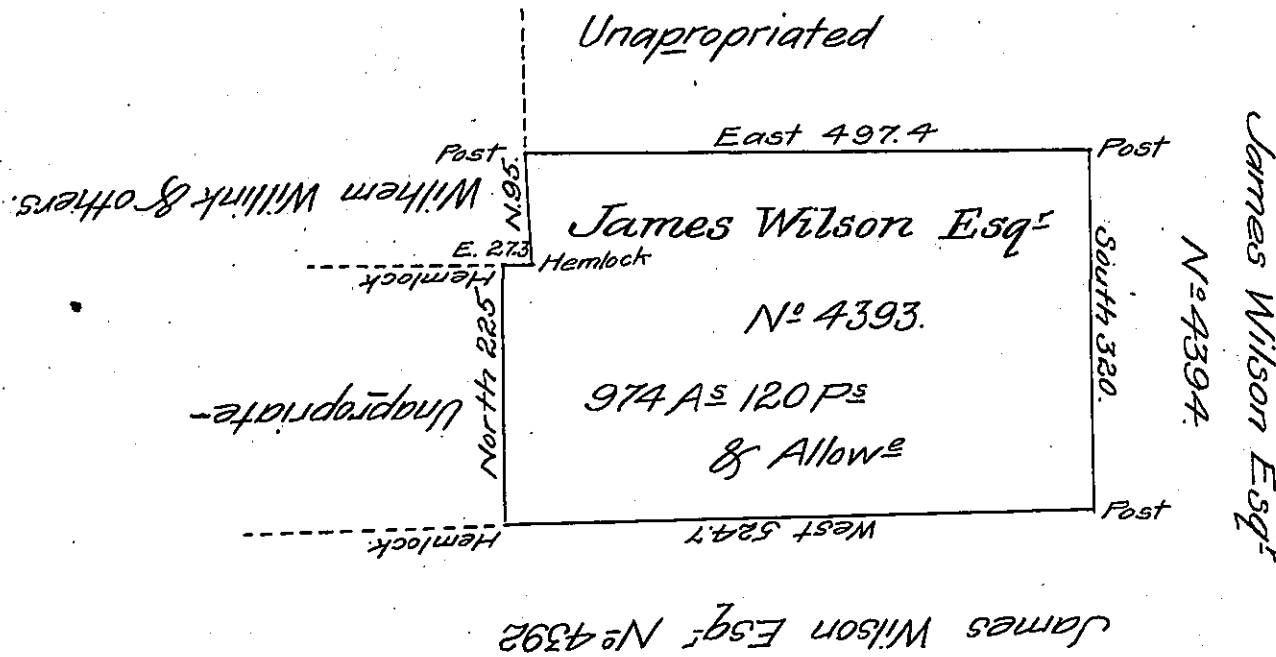 Unapropriated
East 497.4
Post
Post
Wilhem Willink & others.
N.95.
James Wilson Esqr
E. 27.3
Hemlock
Hemlock
South 320.
James Wilson Esqr
No 4394.
No 4393.
North 225
Unapropriate-
974 As 120 Ps
& Allowe
Post
West 524.7
Hemlock.
James Wilson Esqr No 4392